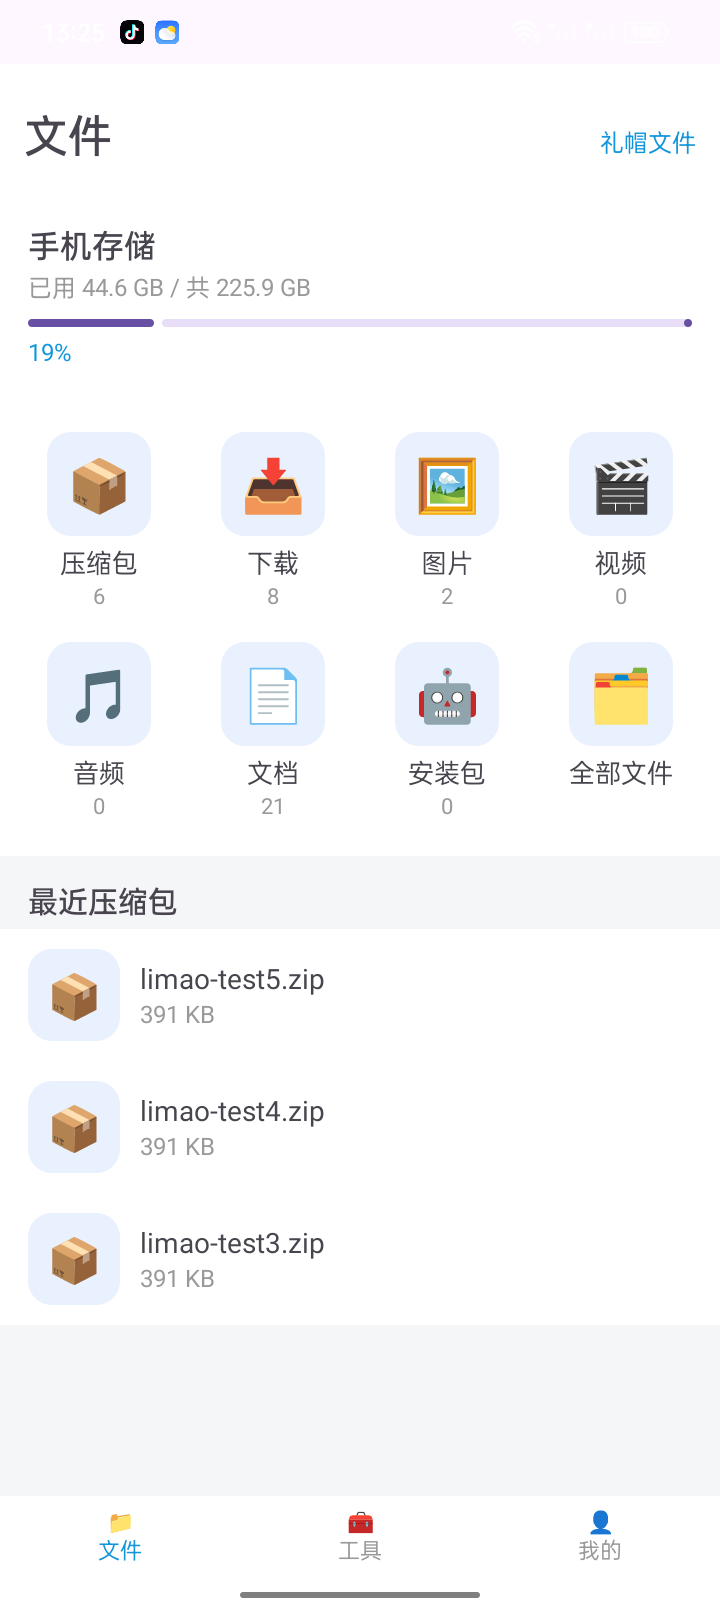 13:25
文件
礼帽文件
手机存储
已用 44.6 GB / 共 225.9 GB
19%
压缩包
6
下载
8
图片
2
视频
0
音频
0
文档
21
安装包
0
全部文件
最近压缩包
limao-test5.zip
391 KB
limao-test4.zip
391 KB
limao-test3.zip
391 KB
文件
工具
我的